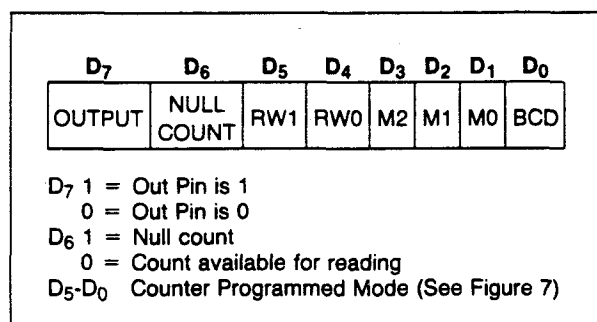 D7 D6 D5 D4 D3 D2 D1 D0
OUTPUT NULL COUNT RW1 RW0 M2 M1 M0 BCD
D7 1 = Out Pin is 1
0 = Out Pin is 0
D6 1 = Null count
0 = Count available for reading
D5-D0 Counter Programmed Mode (See Figure 7)